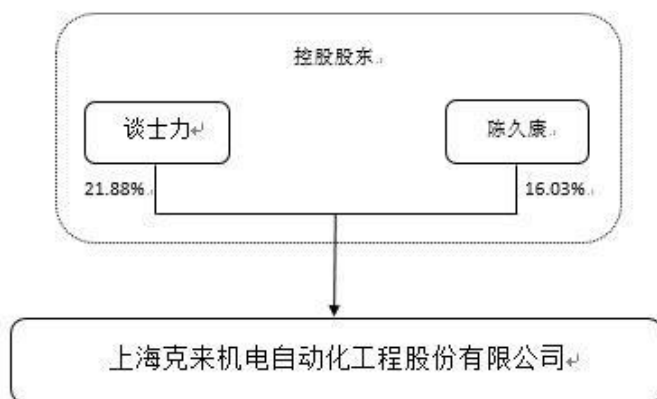 控股股东
谈士力
陈久康
21.88%
16.03%
上海克来机电自动化工程股份有限公司